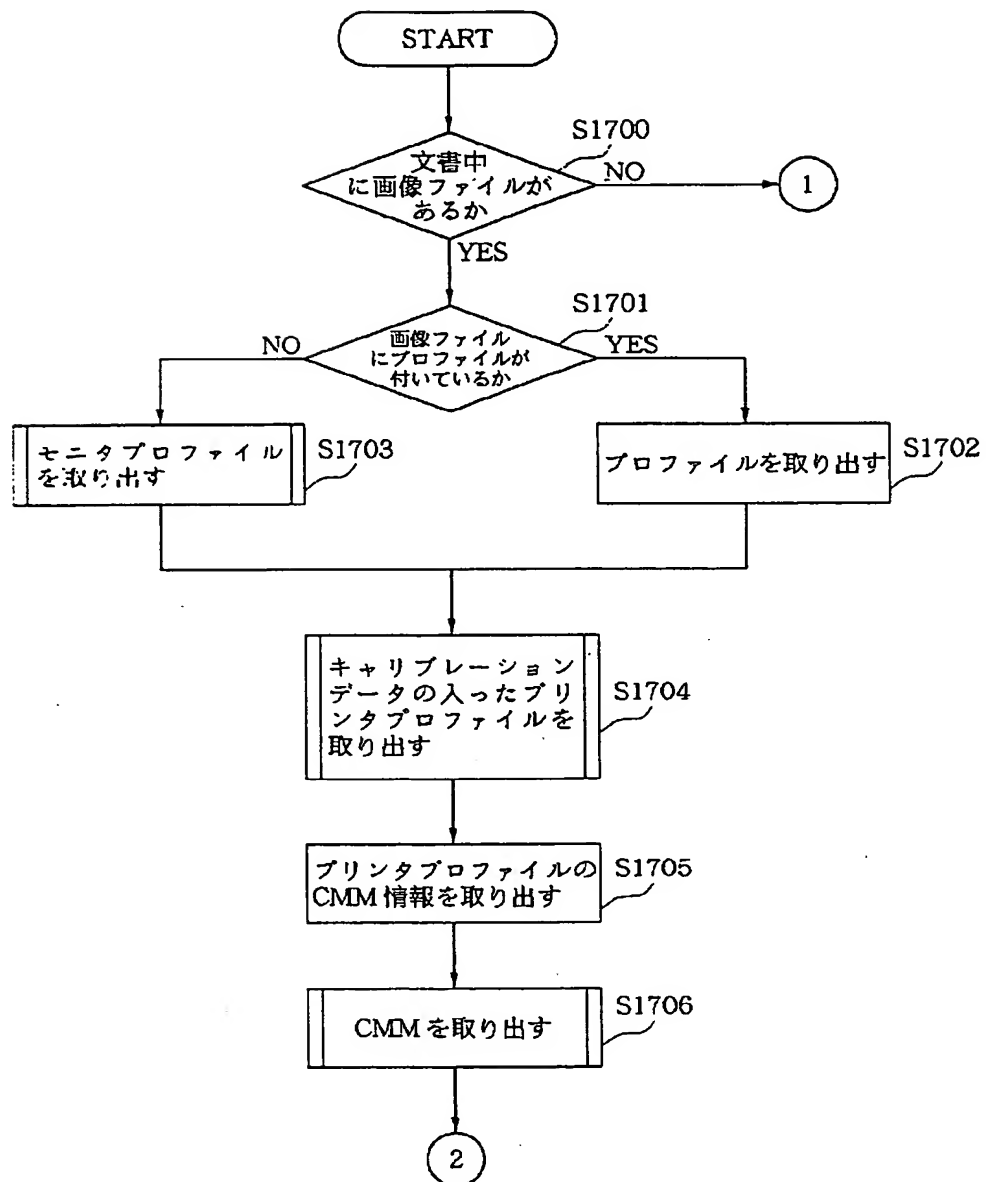 START
S1700
文書中
に画像ファイルが
あるか
NO
1
YES
S1701
画像ファイル
にプロファイルが
付いているか
NO
YES
モニタプロファイル
を取り出す
S1703
プロファイルを取り出す
S1702
キャリブレーション
データの入ったプリ
ンタプロファイルを
取り出す
S1704
プリンタプロファイルの
CMM情報を取り出す
S1705
CMMを取り出す
S1706
2